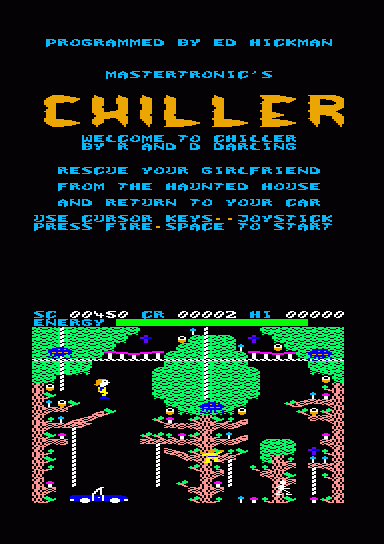 PROGRAMMED BY ED HICKMAN
MASTERTRONIC'S
CHILLER
WELCOME TO CHILLER
BY R AND D DARLING
RESCUE YOUR GIRLFRIEND
FROM THE HAUNTED HOUSE
AND RETURN TO YOUR CAR
USE CURSOR KEYS--JOYSTICK
PRESS FIRE-SPACE TO START
SC 00450 CR 00002 HI 00000
ENERGY